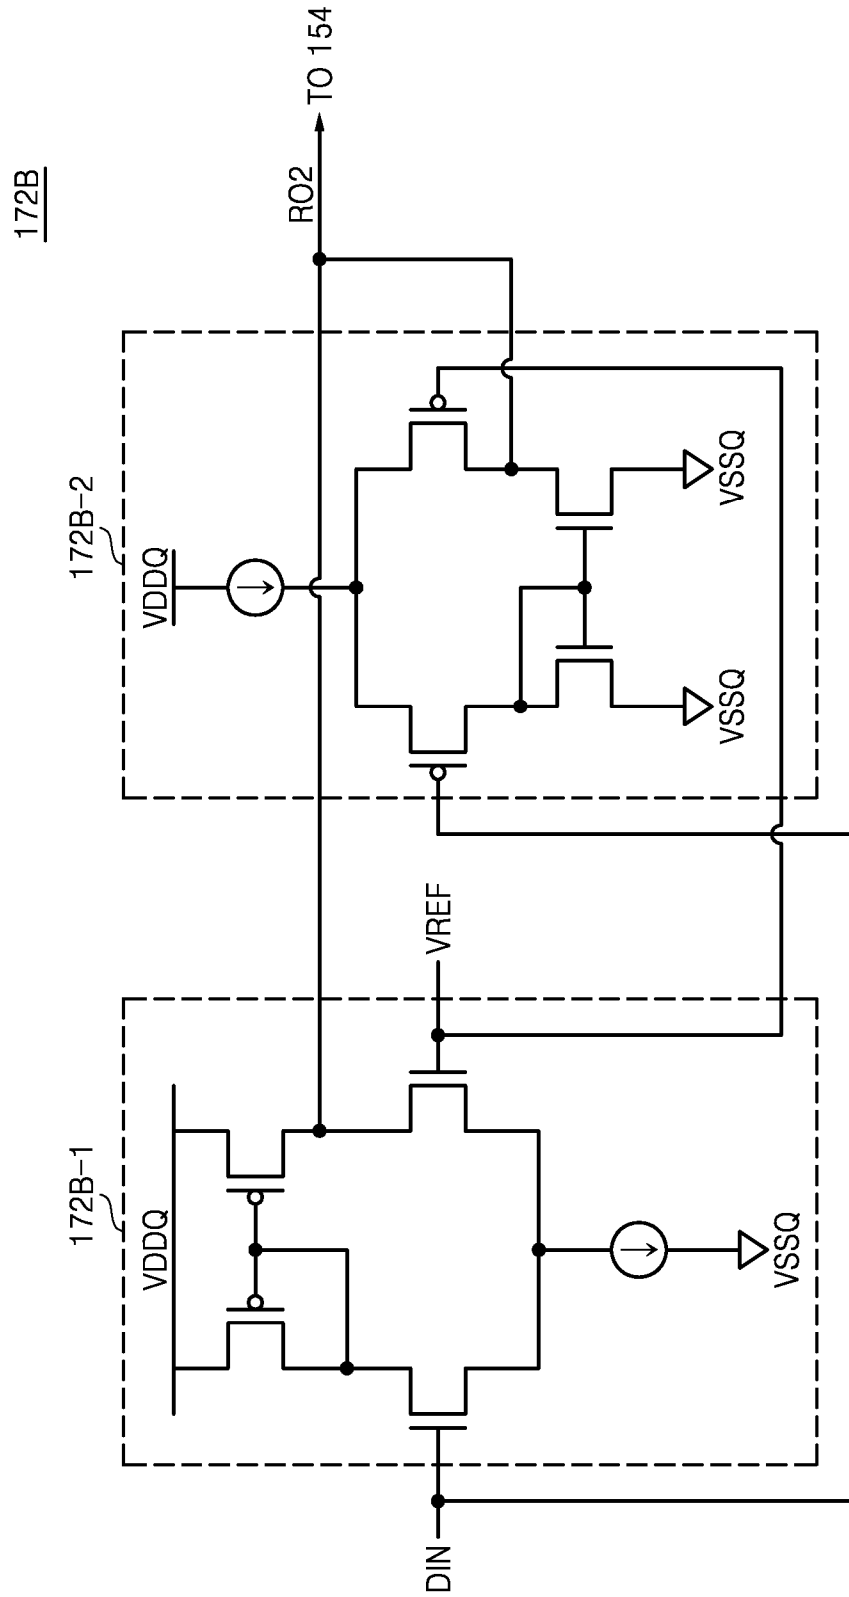 172B
172B-1
172B-2
VDDQ
VDDQ
RO2
TO 154
DIN
VREF
VSSQ
VSSQ
VSSQ